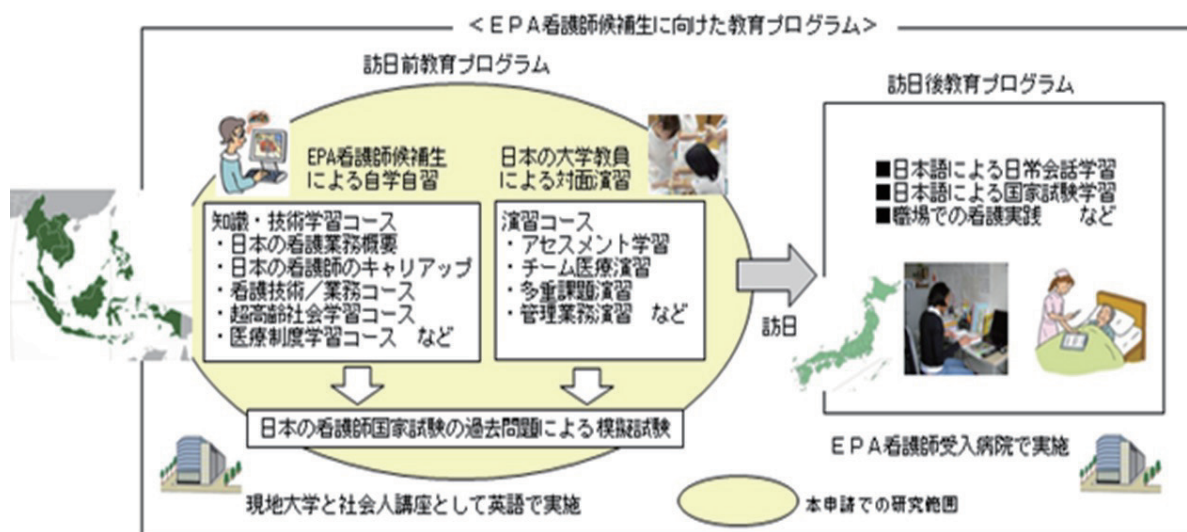 ＜EPA看護師候補生に向けた教育プログラム＞
訪日前教育プログラム
EPA看護師候補生
による自学自習
知識・技術学習コース
・日本の看護業務概要
・日本の看護師のキャリアップ
・看護技術／業務コース
・超高齢社会学習コース
・医療制度学習コース　など
日本の大学教員
による対面演習
演習コース
・アセスメント学習
・チーム医療演習
・多重課題演習
・管理業務演習　など
日本の看護師国家試験の過去問題による模擬試験
現地大学と社会人講座として英語で実施
訪日
訪日後教育プログラム
■日本語による日常会話学習
■日本語による国家試験学習
■職場での看護実践　など
EPA看護師受入病院で実施
本申請での研究範囲